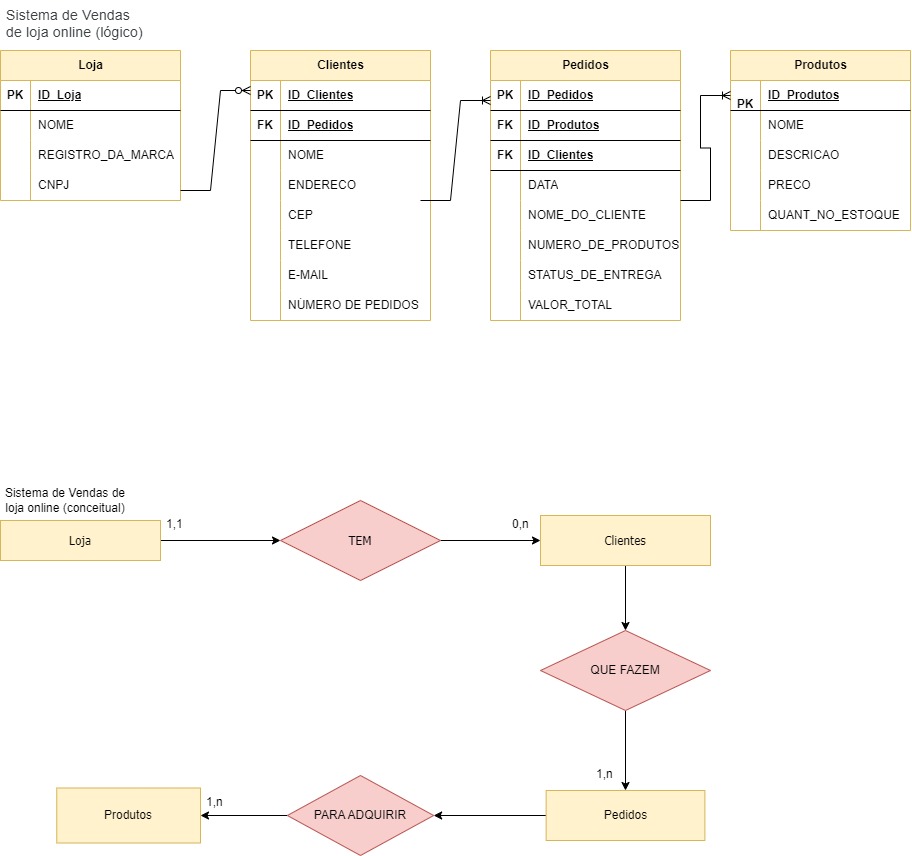 Sistema de Vendas
de loja online (lógico)
Loja
PK ID_Loja
NOME
REGISTRO_DA_MARCA
CNPJ
Clientes
PK ID_Clientes
FK ID_Pedidos
NOME
ENDERECO
CEP
TELEFONE
E-MAIL
NÚMERO DE PEDIDOS
Pedidos
PK ID_Pedidos
FK ID_Produtos
FK ID_Clientes
DATA
NOME_DO_CLIENTE
NUMERO_DE_PRODUTOS
STATUS_DE_ENTREGA
VALOR_TOTAL
Produtos
PK ID_Produtos
NOME
DESCRICAO
PRECO
QUANT_NO_ESTOQUE
Sistema de Vendas de
loja online (conceitual)
Loja
1,1
TEM
0,n
Clientes
QUE FAZEM
1,n
Pedidos
PARA ADQUIRIR
1,n
Produtos